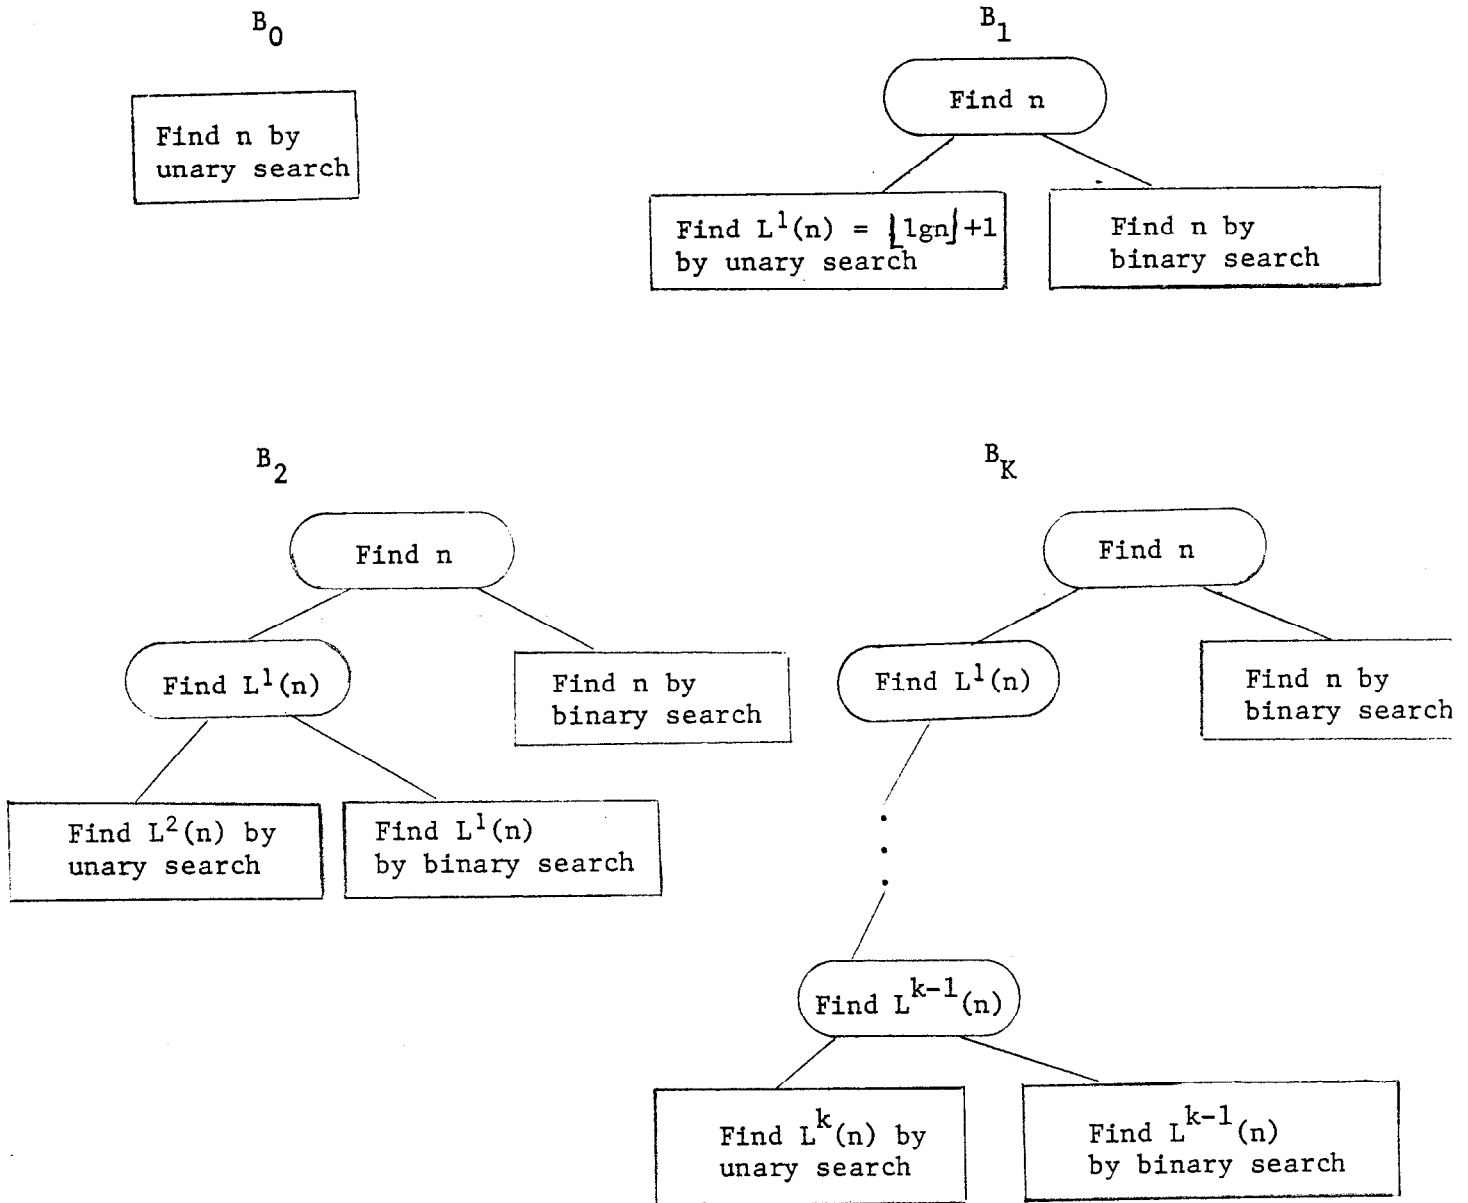 B₀
Find n by
unary search
B₁
Find n
Find L¹(n) = ⌊lgn⌋+1
by unary search
Find n by
binary search
B₂
Find n
Find L¹(n)
Find n by
binary search
Find L²(n) by
unary search
Find L¹(n)
by binary search
B_K
Find n
Find L¹(n)
Find n by
binary search
Find Lᵏ⁻¹(n)
Find Lᵏ(n) by
unary search
Find Lᵏ⁻¹(n)
by binary search